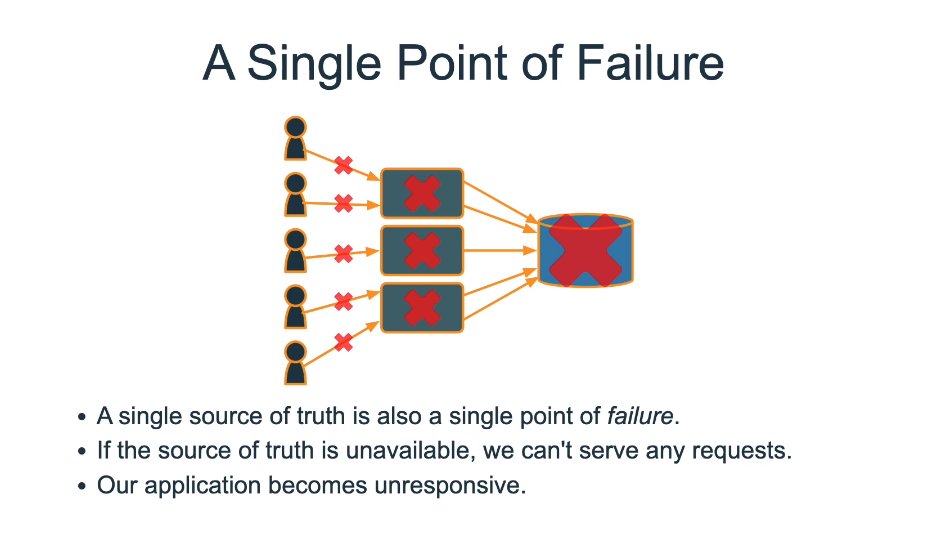 A Single Point of Failure
• A single source of truth is also a single point of failure.
• If the source of truth is unavailable, we can't serve any requests.
• Our application becomes unresponsive.